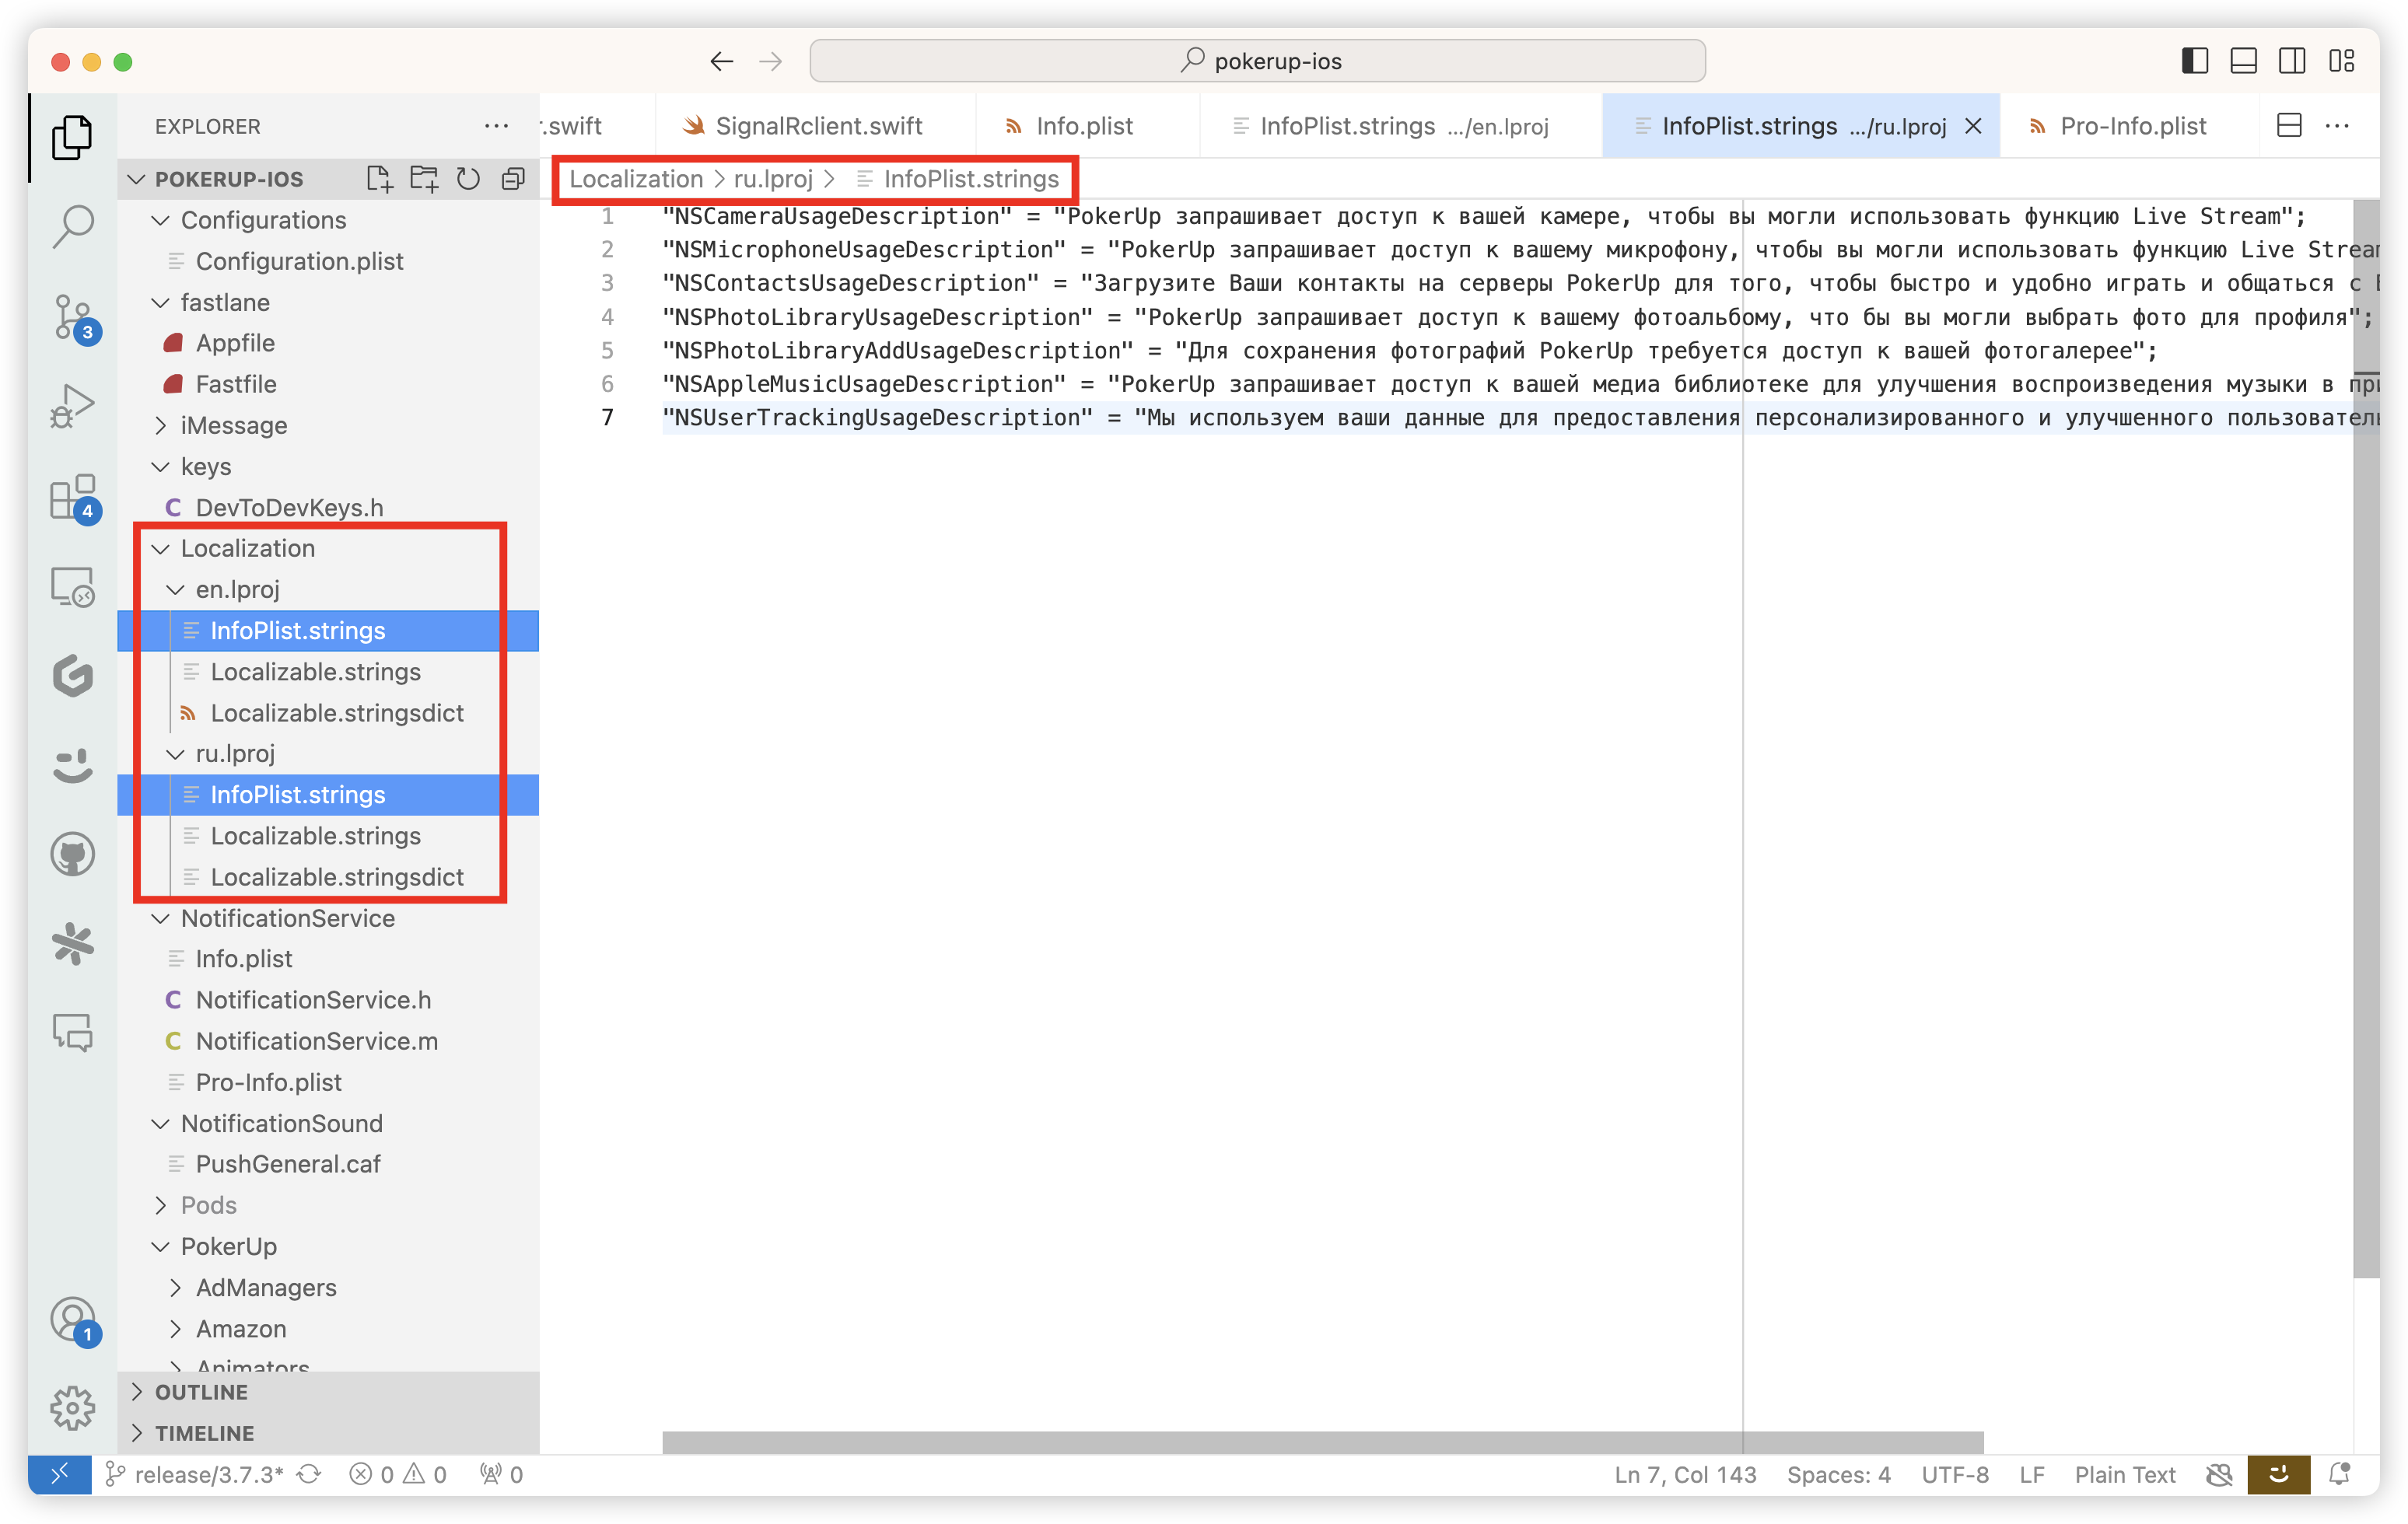 pokerup-ios
EXPLORER
.swift
SignalRclient.swift
Info.plist
InfoPlist.strings .../en.lproj
InfoPlist.strings .../ru.lproj
Pro-Info.plist
POKERUP-IOS
Localization > ru.lproj > InfoPlist.strings
Configurations
Configuration.plist
fastlane
Appfile
Fastfile
iMessage
keys
DevToDevKeys.h
Localization
en.lproj
InfoPlist.strings
Localizable.strings
Localizable.stringsdict
ru.lproj
InfoPlist.strings
Localizable.strings
Localizable.stringsdict
NotificationService
Info.plist
NotificationService.h
NotificationService.m
Pro-Info.plist
NotificationSound
PushGeneral.caf
Pods
PokerUp
AdManagers
Amazon
Animators
OUTLINE
TIMELINE
3
4
1
1 "NSCameraUsageDescription" = "PokerUp запрашивает доступ к вашей камере, чтобы вы могли использовать функцию Live Stream";
2 "NSMicrophoneUsageDescription" = "PokerUp запрашивает доступ к вашему микрофону, чтобы вы могли использовать функцию Live Stream
3 "NSContactsUsageDescription" = "Загрузите Ваши контакты на серверы PokerUp для того, чтобы быстро и удобно играть и общаться с
4 "NSPhotoLibraryUsageDescription" = "PokerUp запрашивает доступ к вашему фотоальбому, что бы вы могли выбрать фото для профиля";
5 "NSPhotoLibraryAddUsageDescription" = "Для сохранения фотографий PokerUp требуется доступ к вашей фотогалерее";
6 "NSAppleMusicUsageDescription" = "PokerUp запрашивает доступ к вашей медиа библиотеке для улучшения воспроизведения музыки в при
7 "NSUserTrackingUsageDescription" = "Мы используем ваши данные для предоставления персонализированного и улучшенного пользователь
release/3.7.3* 0 0 0
Ln 7, Col 143 Spaces: 4 UTF-8 LF Plain Text